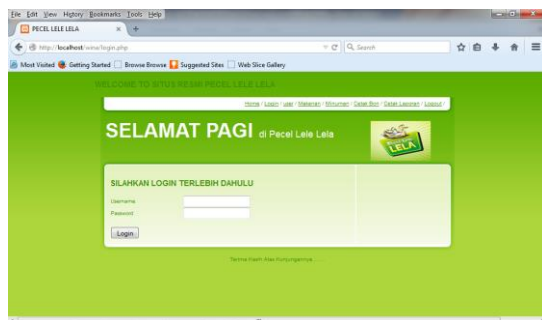 File Edit View History Bookmarks Tools Help
PECEL LELE LELA
http://localhost/wina/login.php
Search
Most Visited Getting Started Browse Browse Suggested Sites Web Slice Gallery
WELCOME TO SITUS RESMI PECEL LELE LELA
Home / Login / user / Makanan / Minuman / Cetak Bon / Cetak Laporan / Logout /
SELAMAT PAGI di Pecel Lele Lela
LELA
SILAHKAN LOGIN TERLEBIH DAHULU
Username
Password
Login
Terima Kasih Atas Kunjungannya......